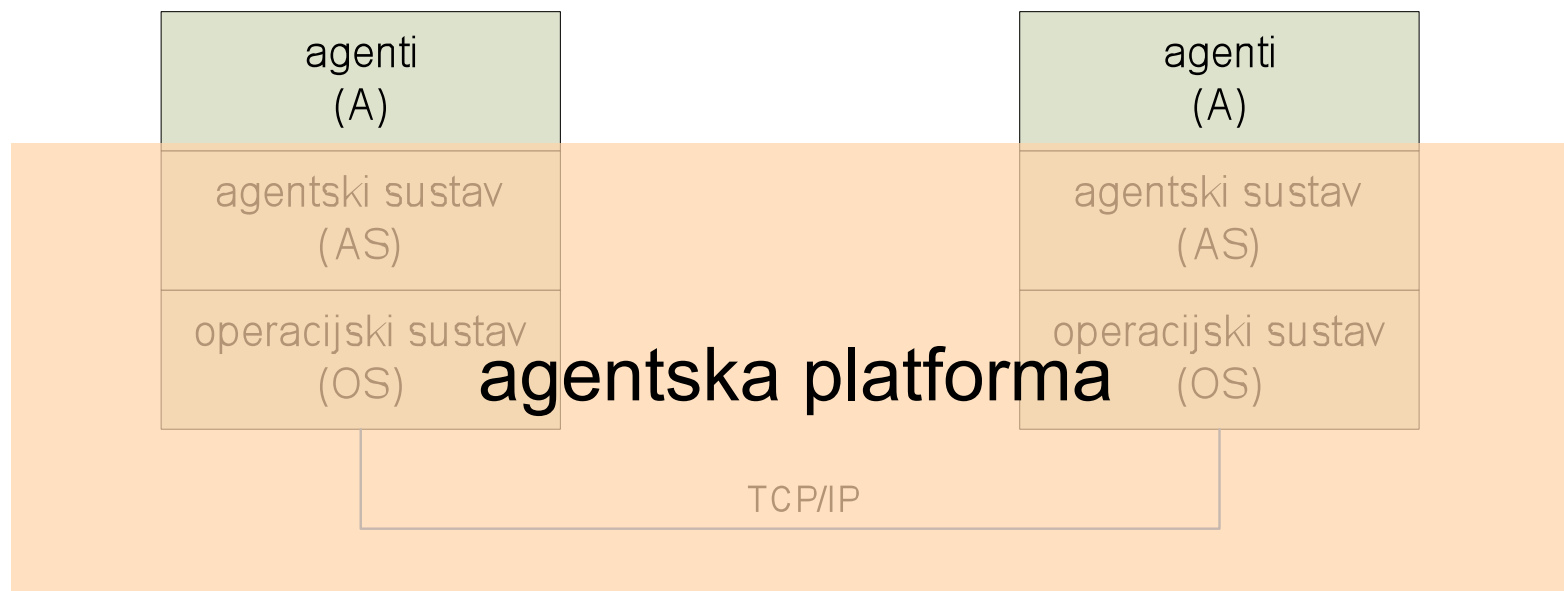 agenti
(A)
agentski sustav
(AS)
operacijski sustav
(OS)
agenti
(A)
agentski sustav
(AS)
operacijski sustav
(OS)
agentska platforma
TCP/IP